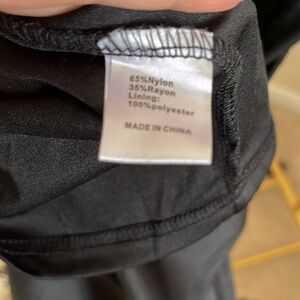 65%Nylon
35%Rayon
Lining:
100%polyester
MADE IN CHINA